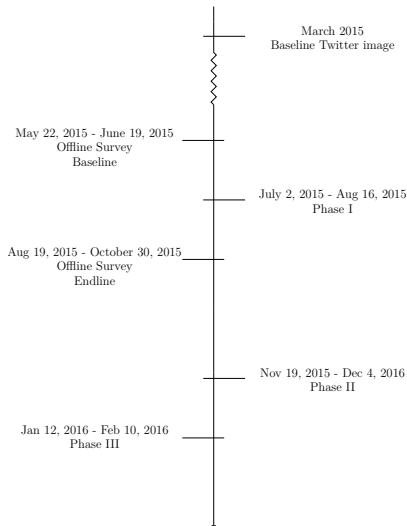 March 2015
Baseline Twitter image
May 22, 2015 - June 19, 2015
Offline Survey
Baseline
July 2, 2015 - Aug 16, 2015
Phase I
Aug 19, 2015 - October 30, 2015
Offline Survey
Endline
Nov 19, 2015 - Dec 4, 2016
Phase II
Jan 12, 2016 - Feb 10, 2016
Phase III